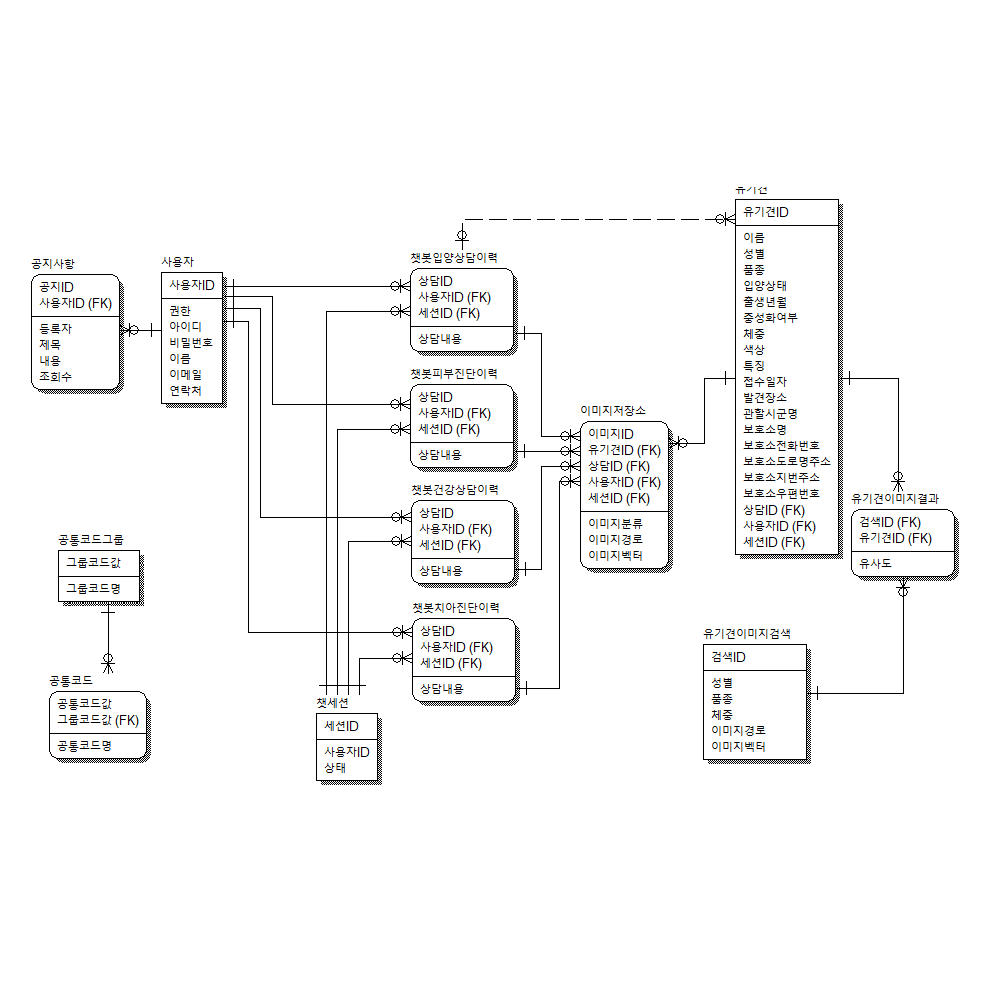 공지사항
공지ID
사용자ID (FK)
등록자
제목
내용
조회수
사용자
사용자ID
권한
아이디
비밀번호
이름
이메일
연락처
챗봇입양상담이력
상담ID
사용자ID (FK)
세션ID (FK)
상담내용
챗봇피부진단이력
상담ID
사용자ID (FK)
세션ID (FK)
상담내용
챗봇건강상담이력
상담ID
사용자ID (FK)
세션ID (FK)
상담내용
챗봇치아진단이력
상담ID
사용자ID (FK)
세션ID (FK)
상담내용
챗세션
세션ID
사용자ID
상태
공통코드그룹
그룹코드값
그룹코드명
공통코드
공통코드값
그룹코드값 (FK)
공통코드명
이미지저장소
이미지ID
유기견ID (FK)
상담ID (FK)
사용자ID (FK)
세션ID (FK)
이미지분류
이미지경로
이미지벡터
유기견
유기견ID
이름
성별
품종
입양상태
출생년월
중성화여부
체중
색상
특징
접수일자
발견장소
관할시군명
보호소명
보호소전화번호
보호소도로명주소
보호소지번주소
보호소우편번호
상담ID (FK)
사용자ID (FK)
세션ID (FK)
유기견이미지결과
검색ID (FK)
유기견ID (FK)
유사도
유기견이미지검색
검색ID
성별
품종
체중
이미지경로
이미지벡터